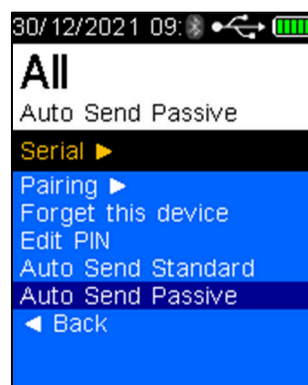 30/12/2021 09:
All
Auto Send Passive
Serial ►
Pairing ►
Forget this device
Edit PIN
Auto Send Standard
Auto Send Passive
◄ Back